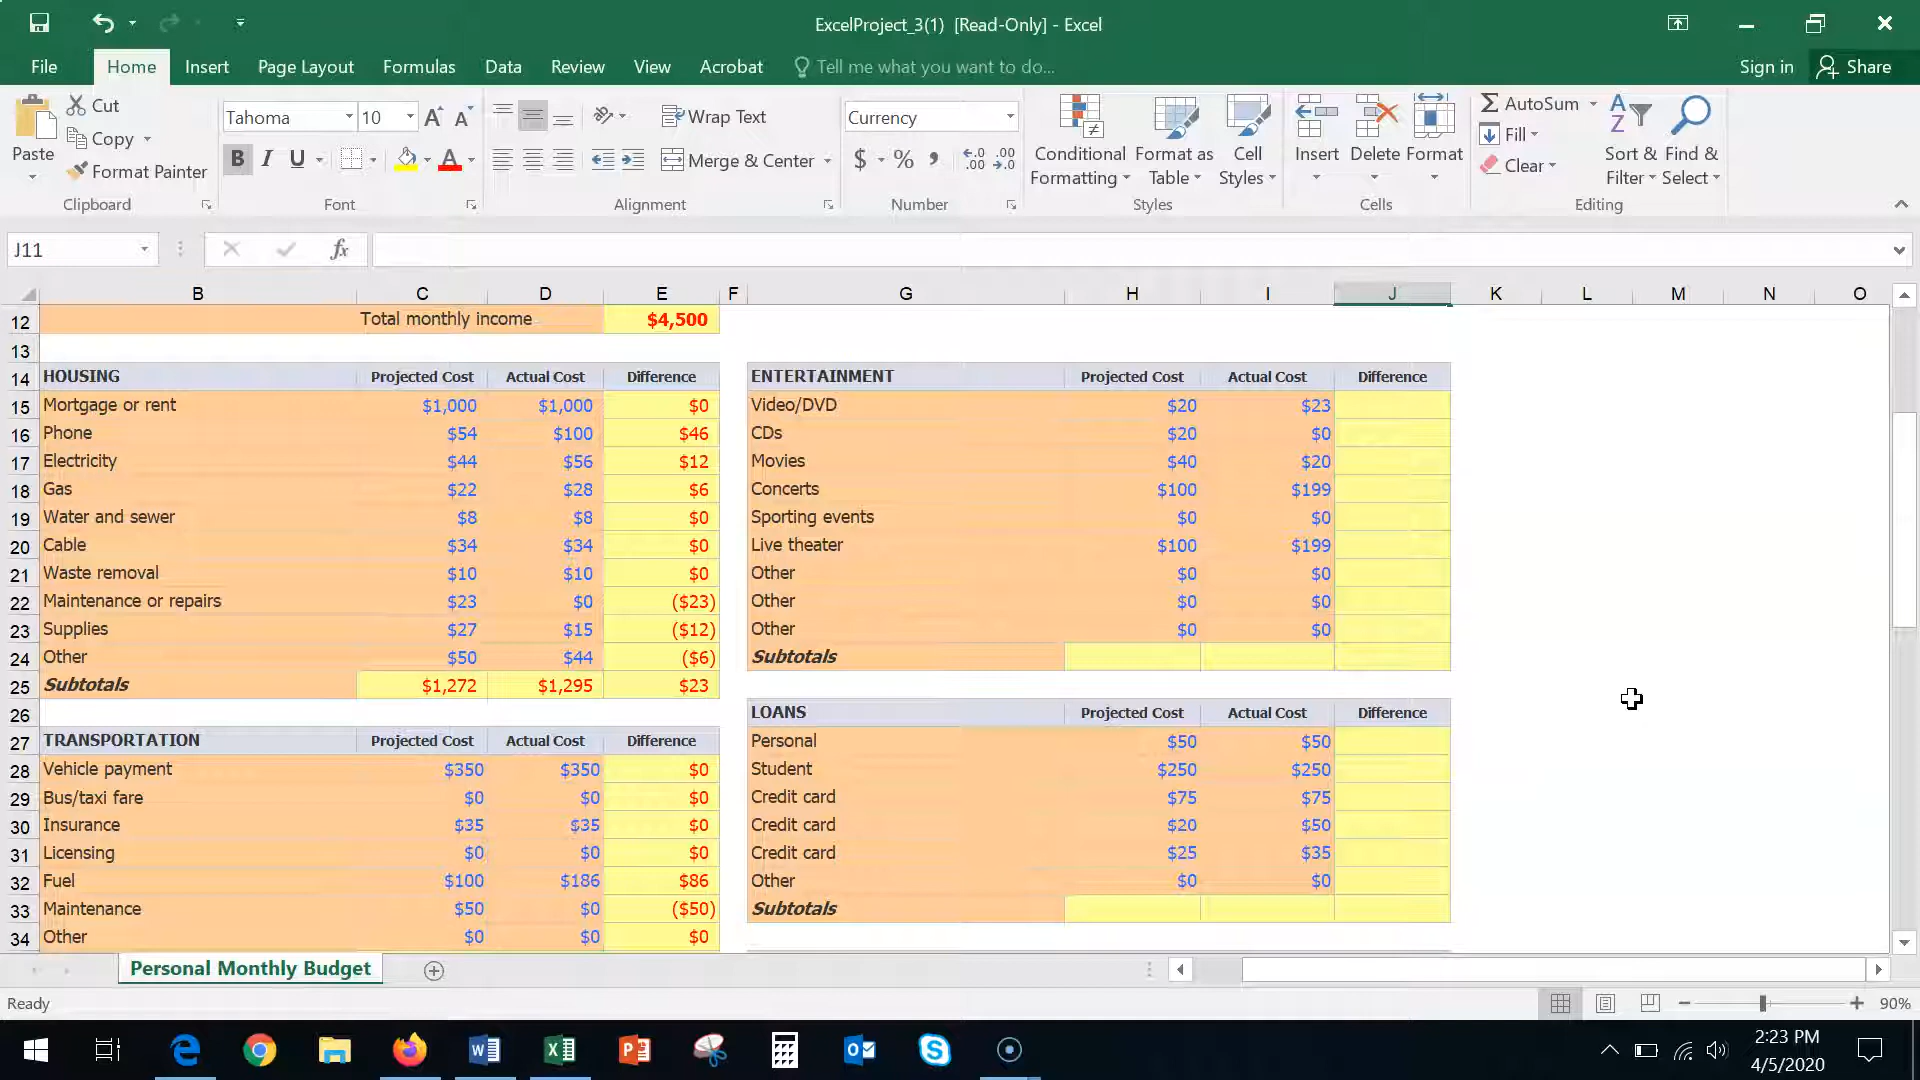 ExcelProject_3(1) [Read-Only] - Excel
File Home Insert Page Layout Formulas Data Review View Acrobat Tell me what you want to do... Sign in Share
Cut
Copy
Format Painter
Paste
Clipboard
Tahoma 10
B I U
Font
Wrap Text
Merge & Center
Alignment
Currency
$ % ,
Number
Conditional Formatting
Format as Table
Cell Styles
Styles
Insert Delete Format
Cells
AutoSum
Fill
Clear
Sort & Filter
Find & Select
Editing
J11 fx
B C D E F G H I J K L M N O
12 Total monthly income $4,500
13
14 HOUSING Projected Cost Actual Cost Difference ENTERTAINMENT Projected Cost Actual Cost Difference
15 Mortgage or rent $1,000 $1,000 $0 Video/DVD $20 $23
16 Phone $54 $100 $46 CDs $20 $0
17 Electricity $44 $56 $12 Movies $40 $20
18 Gas $22 $28 $6 Concerts $100 $199
19 Water and sewer $8 $8 $0 Sporting events $0 $0
20 Cable $34 $34 $0 Live theater $100 $199
21 Waste removal $10 $10 $0 Other $0 $0
22 Maintenance or repairs $23 $0 ($23) Other $0 $0
23 Supplies $27 $15 ($12) Other $0 $0
24 Other $50 $44 ($6) Subtotals
25 Subtotals $1,272 $1,295 $23
26 LOANS Projected Cost Actual Cost Difference
27 TRANSPORTATION Projected Cost Actual Cost Difference Personal $50 $50
28 Vehicle payment $350 $350 $0 Student $250 $250
29 Bus/taxi fare $0 $0 $0 Credit card $75 $75
30 Insurance $35 $35 $0 Credit card $20 $50
31 Licensing $0 $0 $0 Credit card $25 $35
32 Fuel $100 $186 $86 Other $0 $0
33 Maintenance $50 $0 ($50) Subtotals
34 Other $0 $0 $0
Personal Monthly Budget
Ready 90%
2:23 PM
4/5/2020